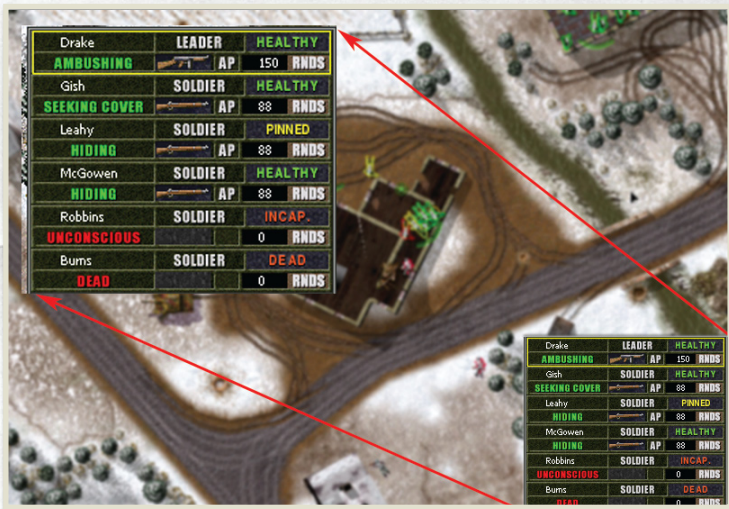 Drake LEADER HEALTHY
AMBUSHING AP 150 RNDS
Gish SOLDIER HEALTHY
SEEKING COVER AP 88 RNDS
Leahy SOLDIER PINNED
HIDING AP 88 RNDS
McGowen SOLDIER HEALTHY
HIDING AP 88 RNDS
Robbins SOLDIER INCAP.
UNCONSCIOUS 0 RNDS
Burns SOLDIER DEAD
DEAD 0 RNDS
Drake LEADER HEALTHY
AMBUSHING AP 150 RNDS
Gish SOLDIER HEALTHY
SEEKING COVER AP 88 RNDS
Leahy SOLDIER PINNED
HIDING AP 88 RNDS
McGowen SOLDIER HEALTHY
HIDING AP 88 RNDS
Robbins SOLDIER INCAP.
UNCONSCIOUS 0 RNDS
Burns SOLDIER DEAD
DEAD 0 RNDS